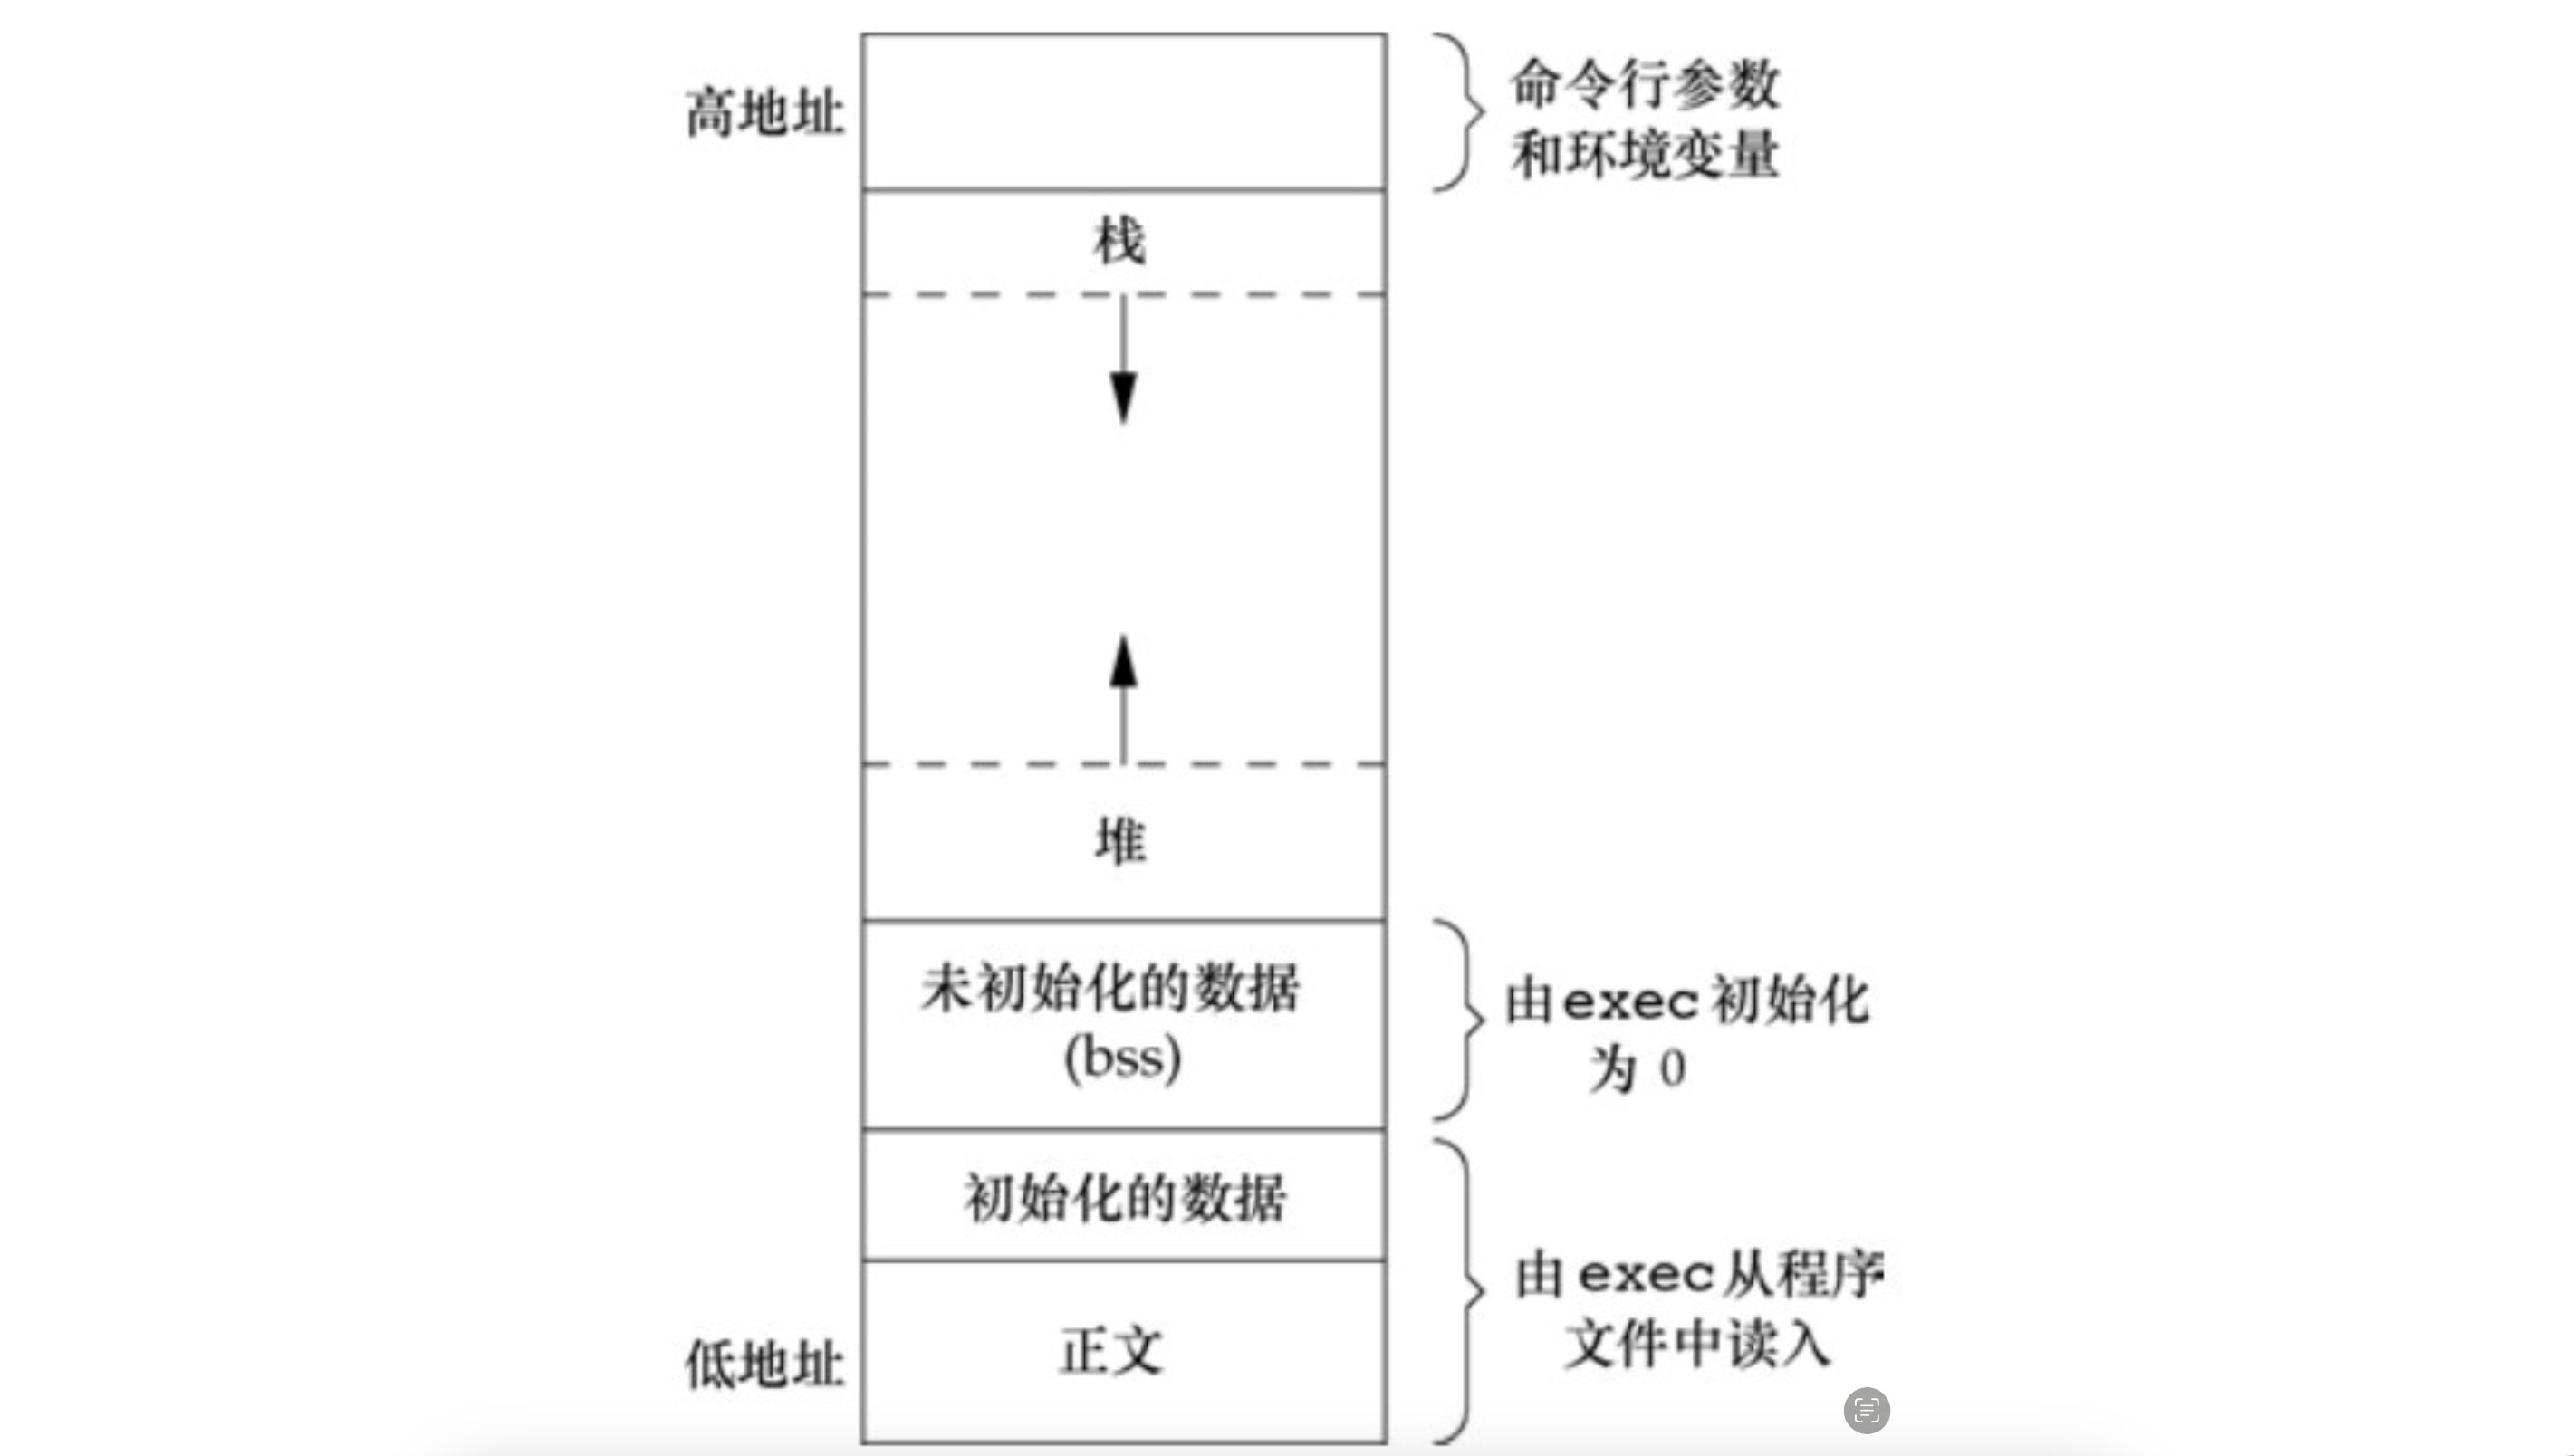 高地址
命令行参数
和环境变量
栈
堆
未初始化的数据
(bss)
由exec初始化
为 0
初始化的数据
由 exec从程序
文件中读入
低地址
正文